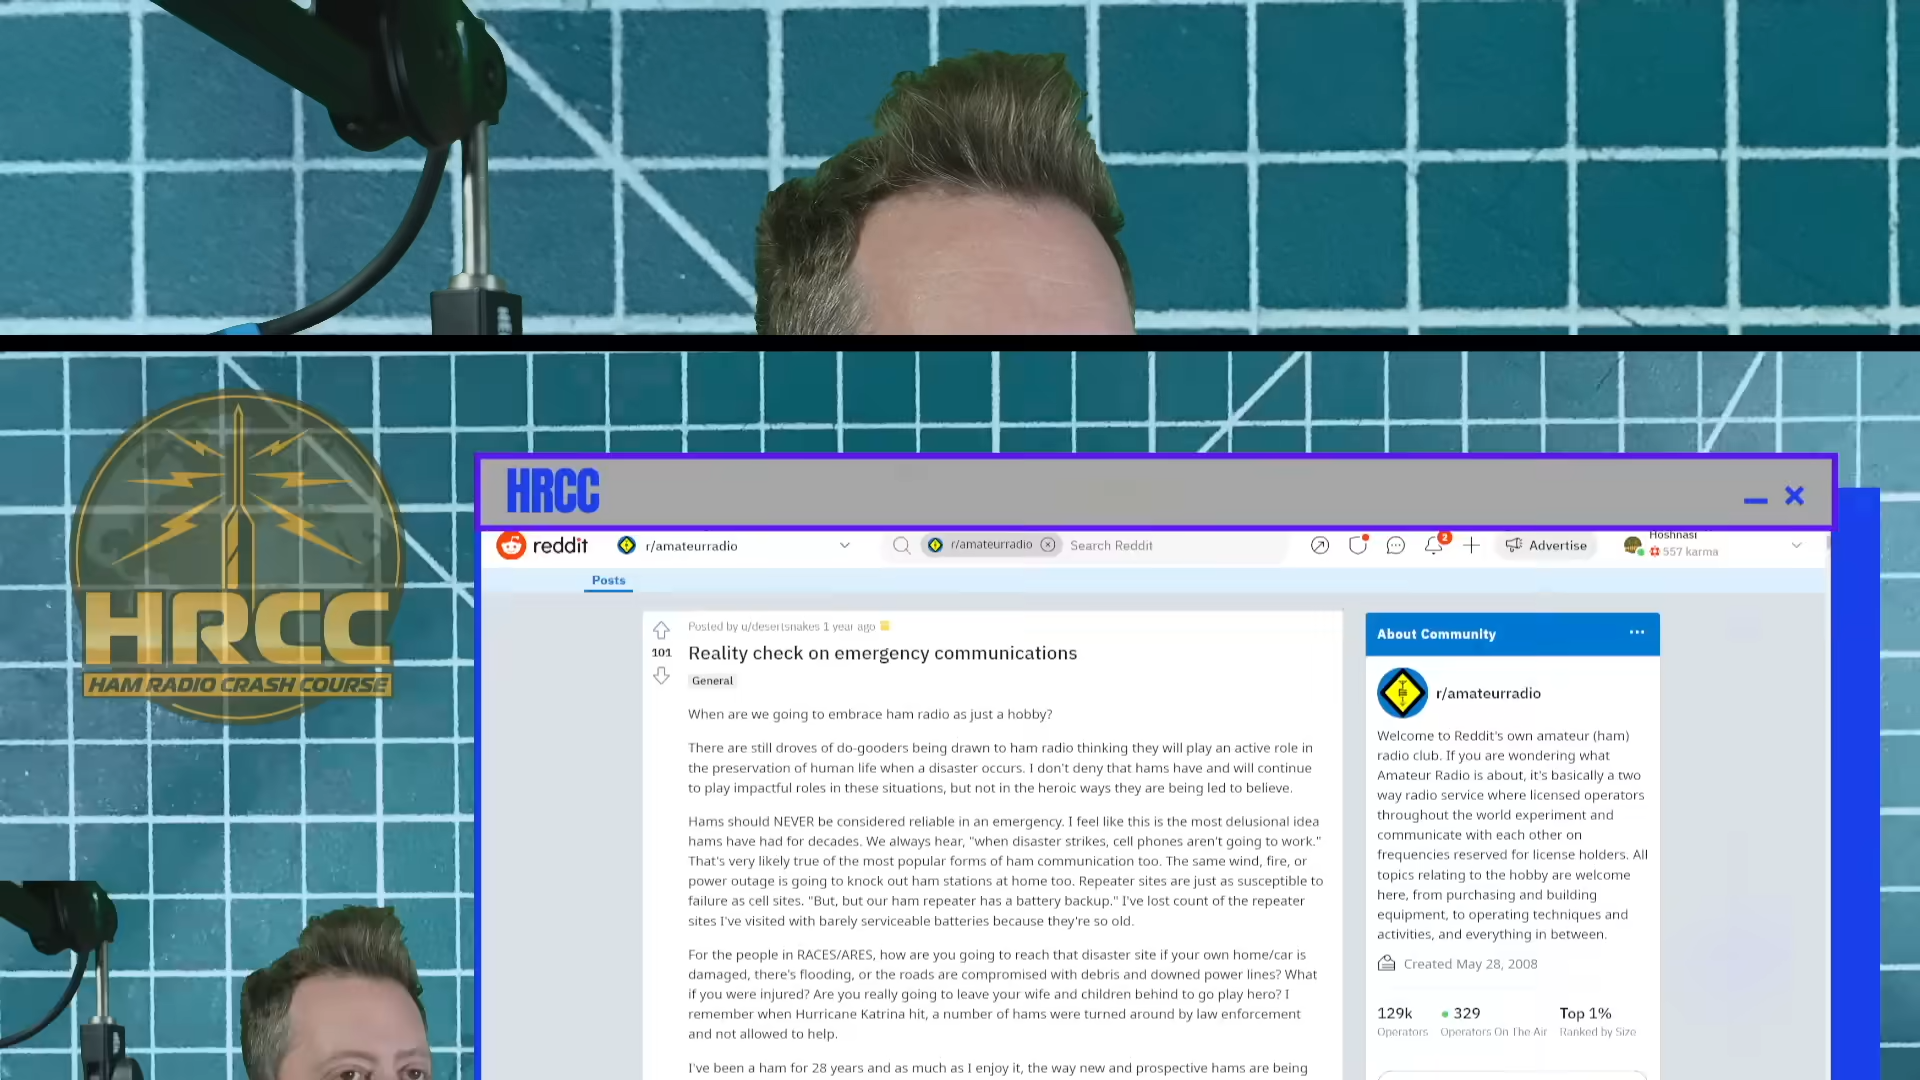 HRCC
HRCC
HAM RADIO CRASH COURSE
reddit
r/amateurradio
r/amateurradio
Search Reddit
2
Advertise
Hoshnasi
557 karma
Posts
Posted by u/desertsnakes 1 year ago
101
Reality check on emergency communications
General
When are we going to embrace ham radio as just a hobby?
There are still droves of do-gooders being drawn to ham radio thinking they will play an active role in
the preservation of human life when a disaster occurs. I don't deny that hams have and will continue
to play impactful roles in these situations, but not in the heroic ways they are being led to believe.
Hams should NEVER be considered reliable in an emergency. I feel like this is the most delusional idea
hams have had for decades. We always hear, "when disaster strikes, cell phones aren't going to work."
That's very likely true of the most popular forms of ham communication too. The same wind, fire, or
power outage is going to knock out ham stations at home too. Repeater sites are just as susceptible to
failure as cell sites. "But, but our ham repeater has a battery backup." I've lost count of the repeater
sites I've visited with barely serviceable batteries because they're so old.
For the people in RACES/ARES, how are you going to reach that disaster site if your own home/car is
damaged, there's flooding, or the roads are compromised with debris and downed power lines? What
if you were injured? Are you really going to leave your wife and children behind to go play hero? I
remember when Hurricane Katrina hit, a number of hams were turned around by law enforcement
and not allowed to help.
I've been a ham for 28 years and as much as I enjoy it, the way new and prospective hams are being
About Community
r/amateurradio
Welcome to Reddit's own amateur (ham)
radio club. If you are wondering what
Amateur Radio is about, it's basically a two
way radio service where licensed operators
throughout the world experiment and
communicate with each other on
frequencies reserved for license holders. All
topics relating to the hobby are welcome
here, from purchasing and building
equipment, to operating techniques and
activities, and everything in between.
Created May 28, 2008
129k
329
Top 1%
Operators
Operators On The Air
Ranked by Size